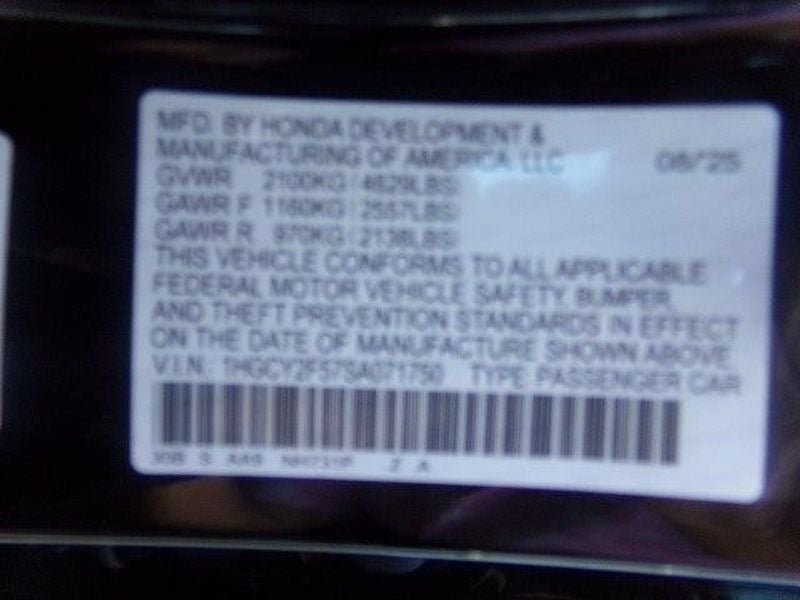 MFD. BY HONDA DEVELOPMENT &
MANUFACTURING OF AMERICA, LLC 08/'25
GVWR 2100KG 4629LBS
GAWR F 1160KG 2557LBS
GAWR R 970KG 2138LBS
THIS VEHICLE CONFORMS TO ALL APPLICABLE
FEDERAL MOTOR VEHICLE SAFETY, BUMPER,
AND THEFT PREVENTION STANDARDS IN EFFECT
ON THE DATE OF MANUFACTURE SHOWN ABOVE.
V.I.N.: 1HGCY2F57SA071750 TYPE: PASSENGER CAR
NH731P Z A